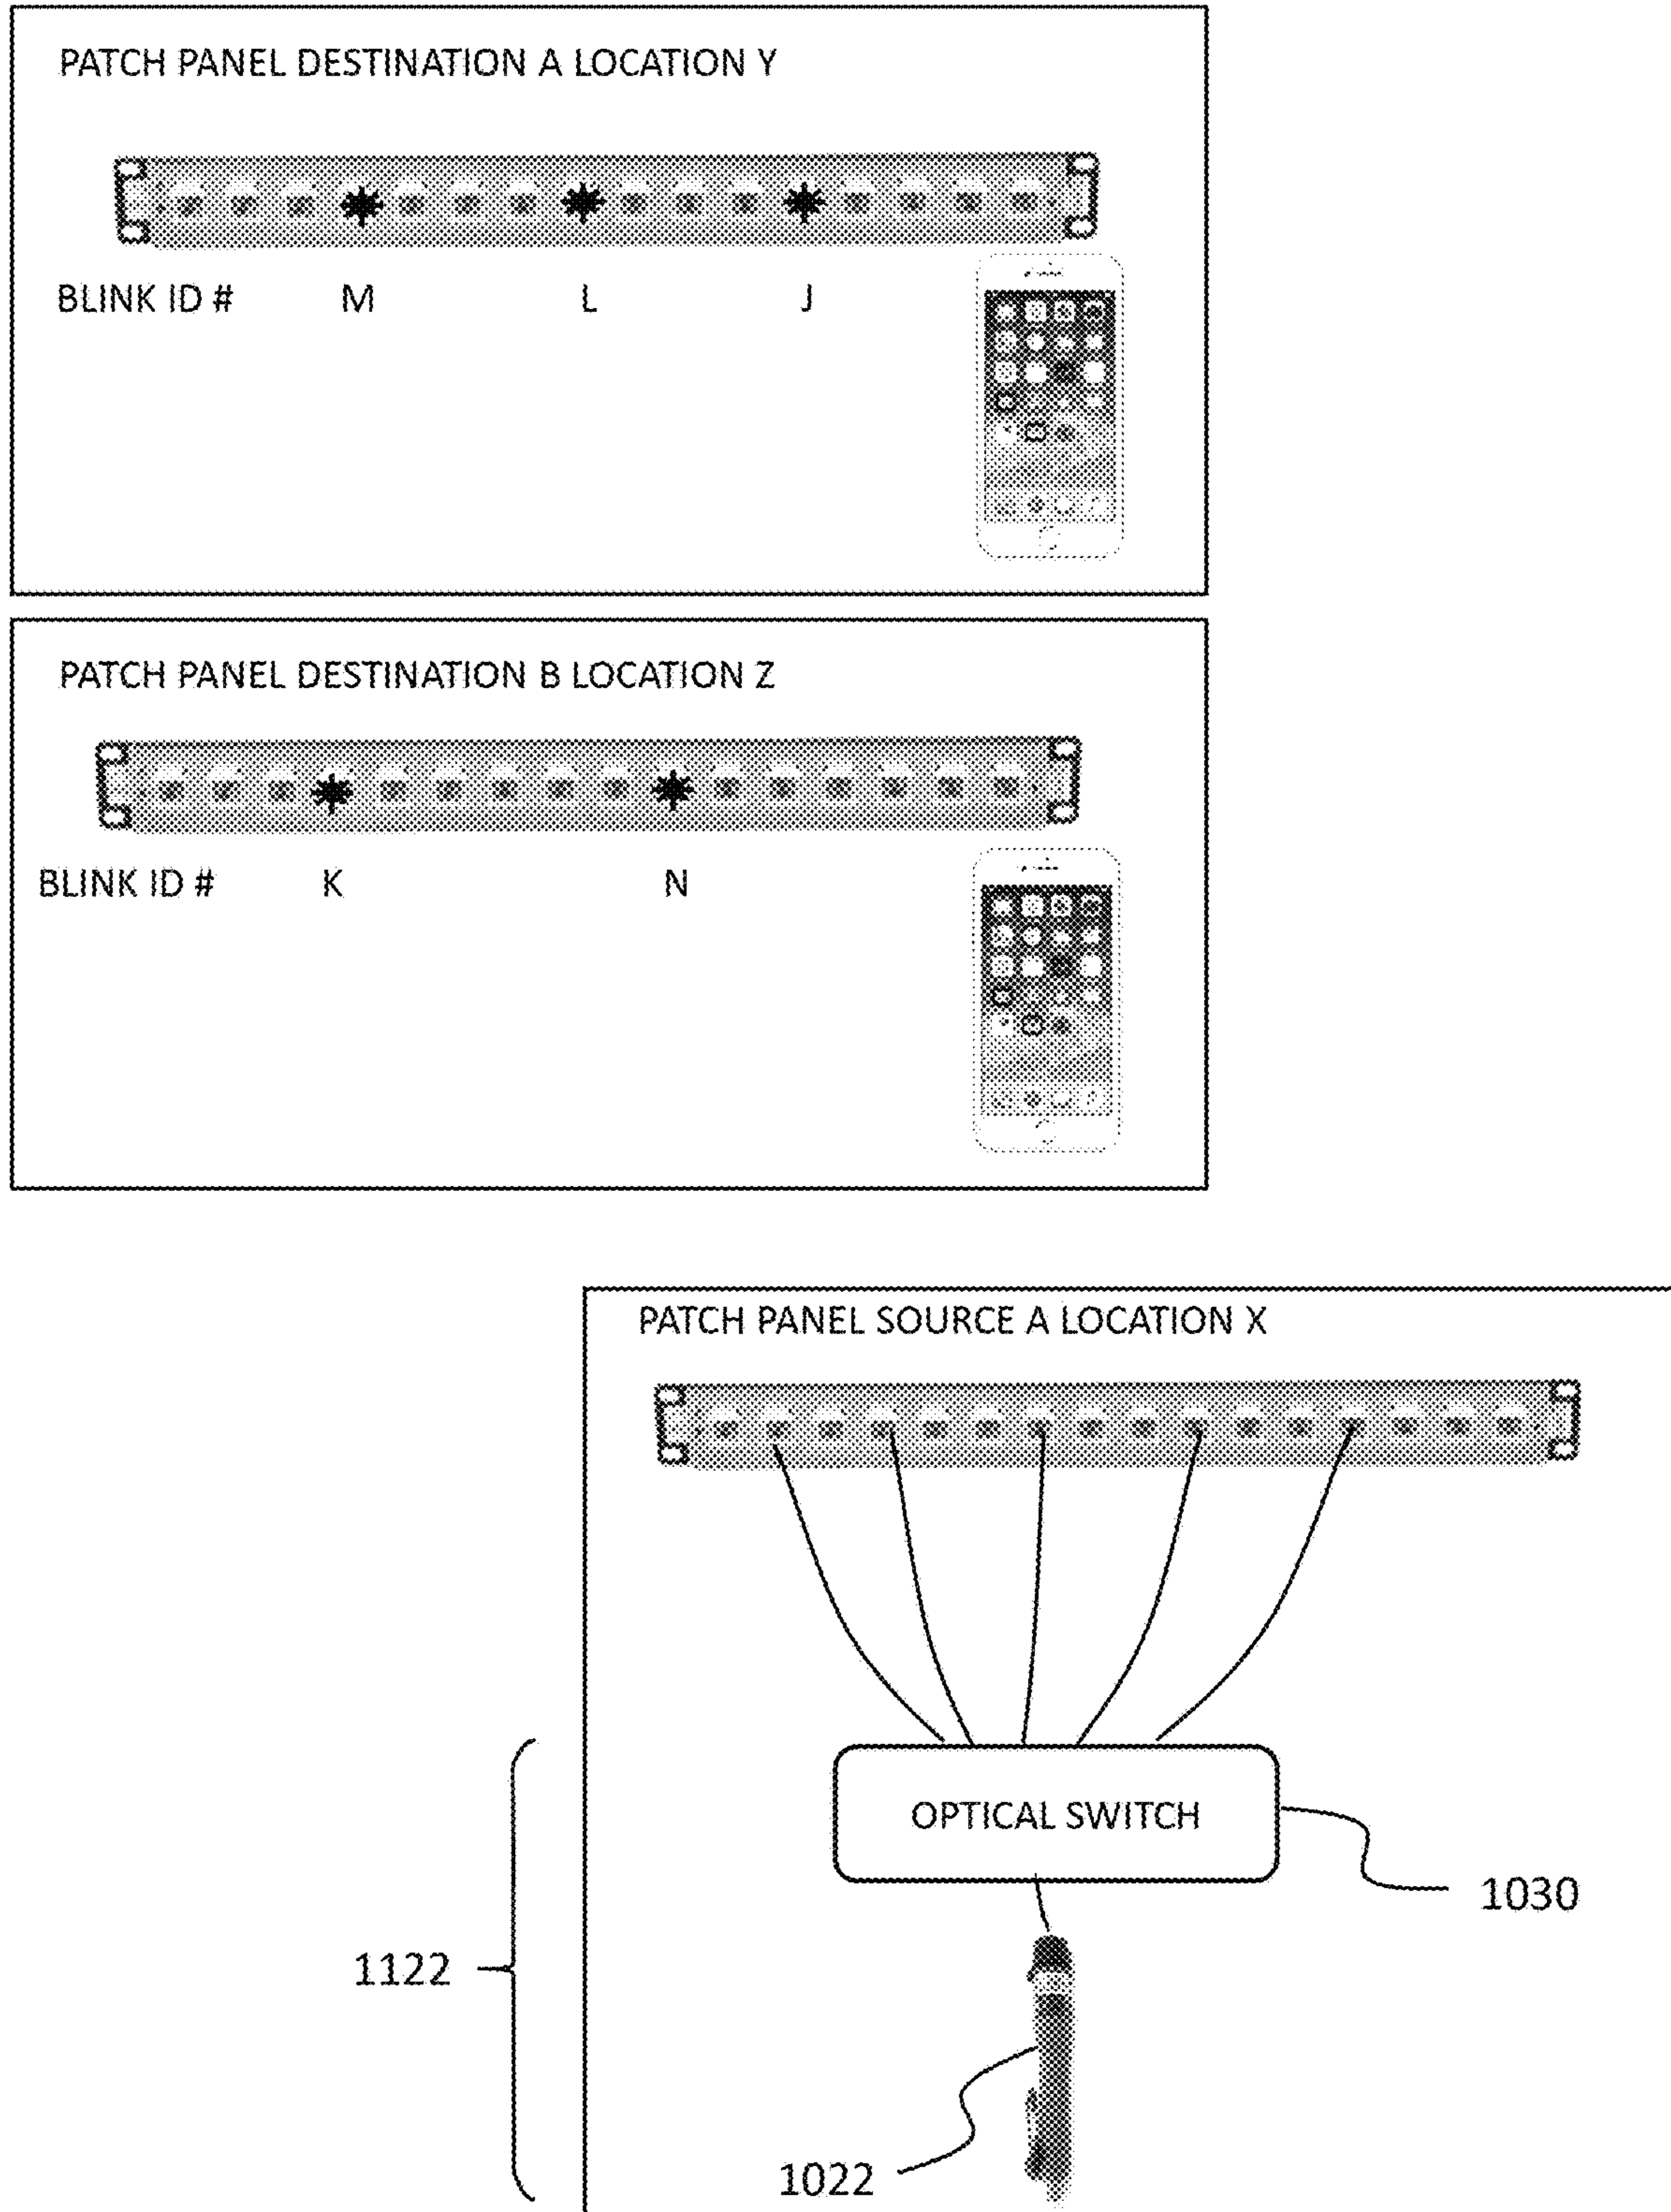 PATCH PANEL DESTINATION A LOCATION Y
BLINK ID # M L J
PATCH PANEL DESTINATION B LOCATION Z
BLINK ID # K N
PATCH PANEL SOURCE A LOCATION X
OPTICAL SWITCH
1030
1122
1022